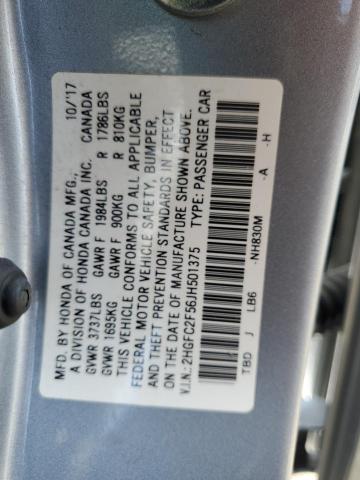 MFD. BY HONDA OF CANADA MFG., 10/'17
A DIVISION OF HONDA CANADA INC. CANADA
GVWR 3737LBS GAWR F 1984LBS R 1786LBS
GVWR 1695KG GAWR F 900KG R 810KG
THIS VEHICLE CONFORMS TO ALL APPLICABLE
FEDERAL MOTOR VEHICLE SAFETY, BUMPER,
AND THEFT PREVENTION STANDARDS IN EFFECT
ON THE DATE OF MANUFACTURE SHOWN ABOVE.
V.I.N.: 2HGFC2F56JH501375 TYPE: PASSENGER CAR
TBD J LB6 -NH830M -A -H